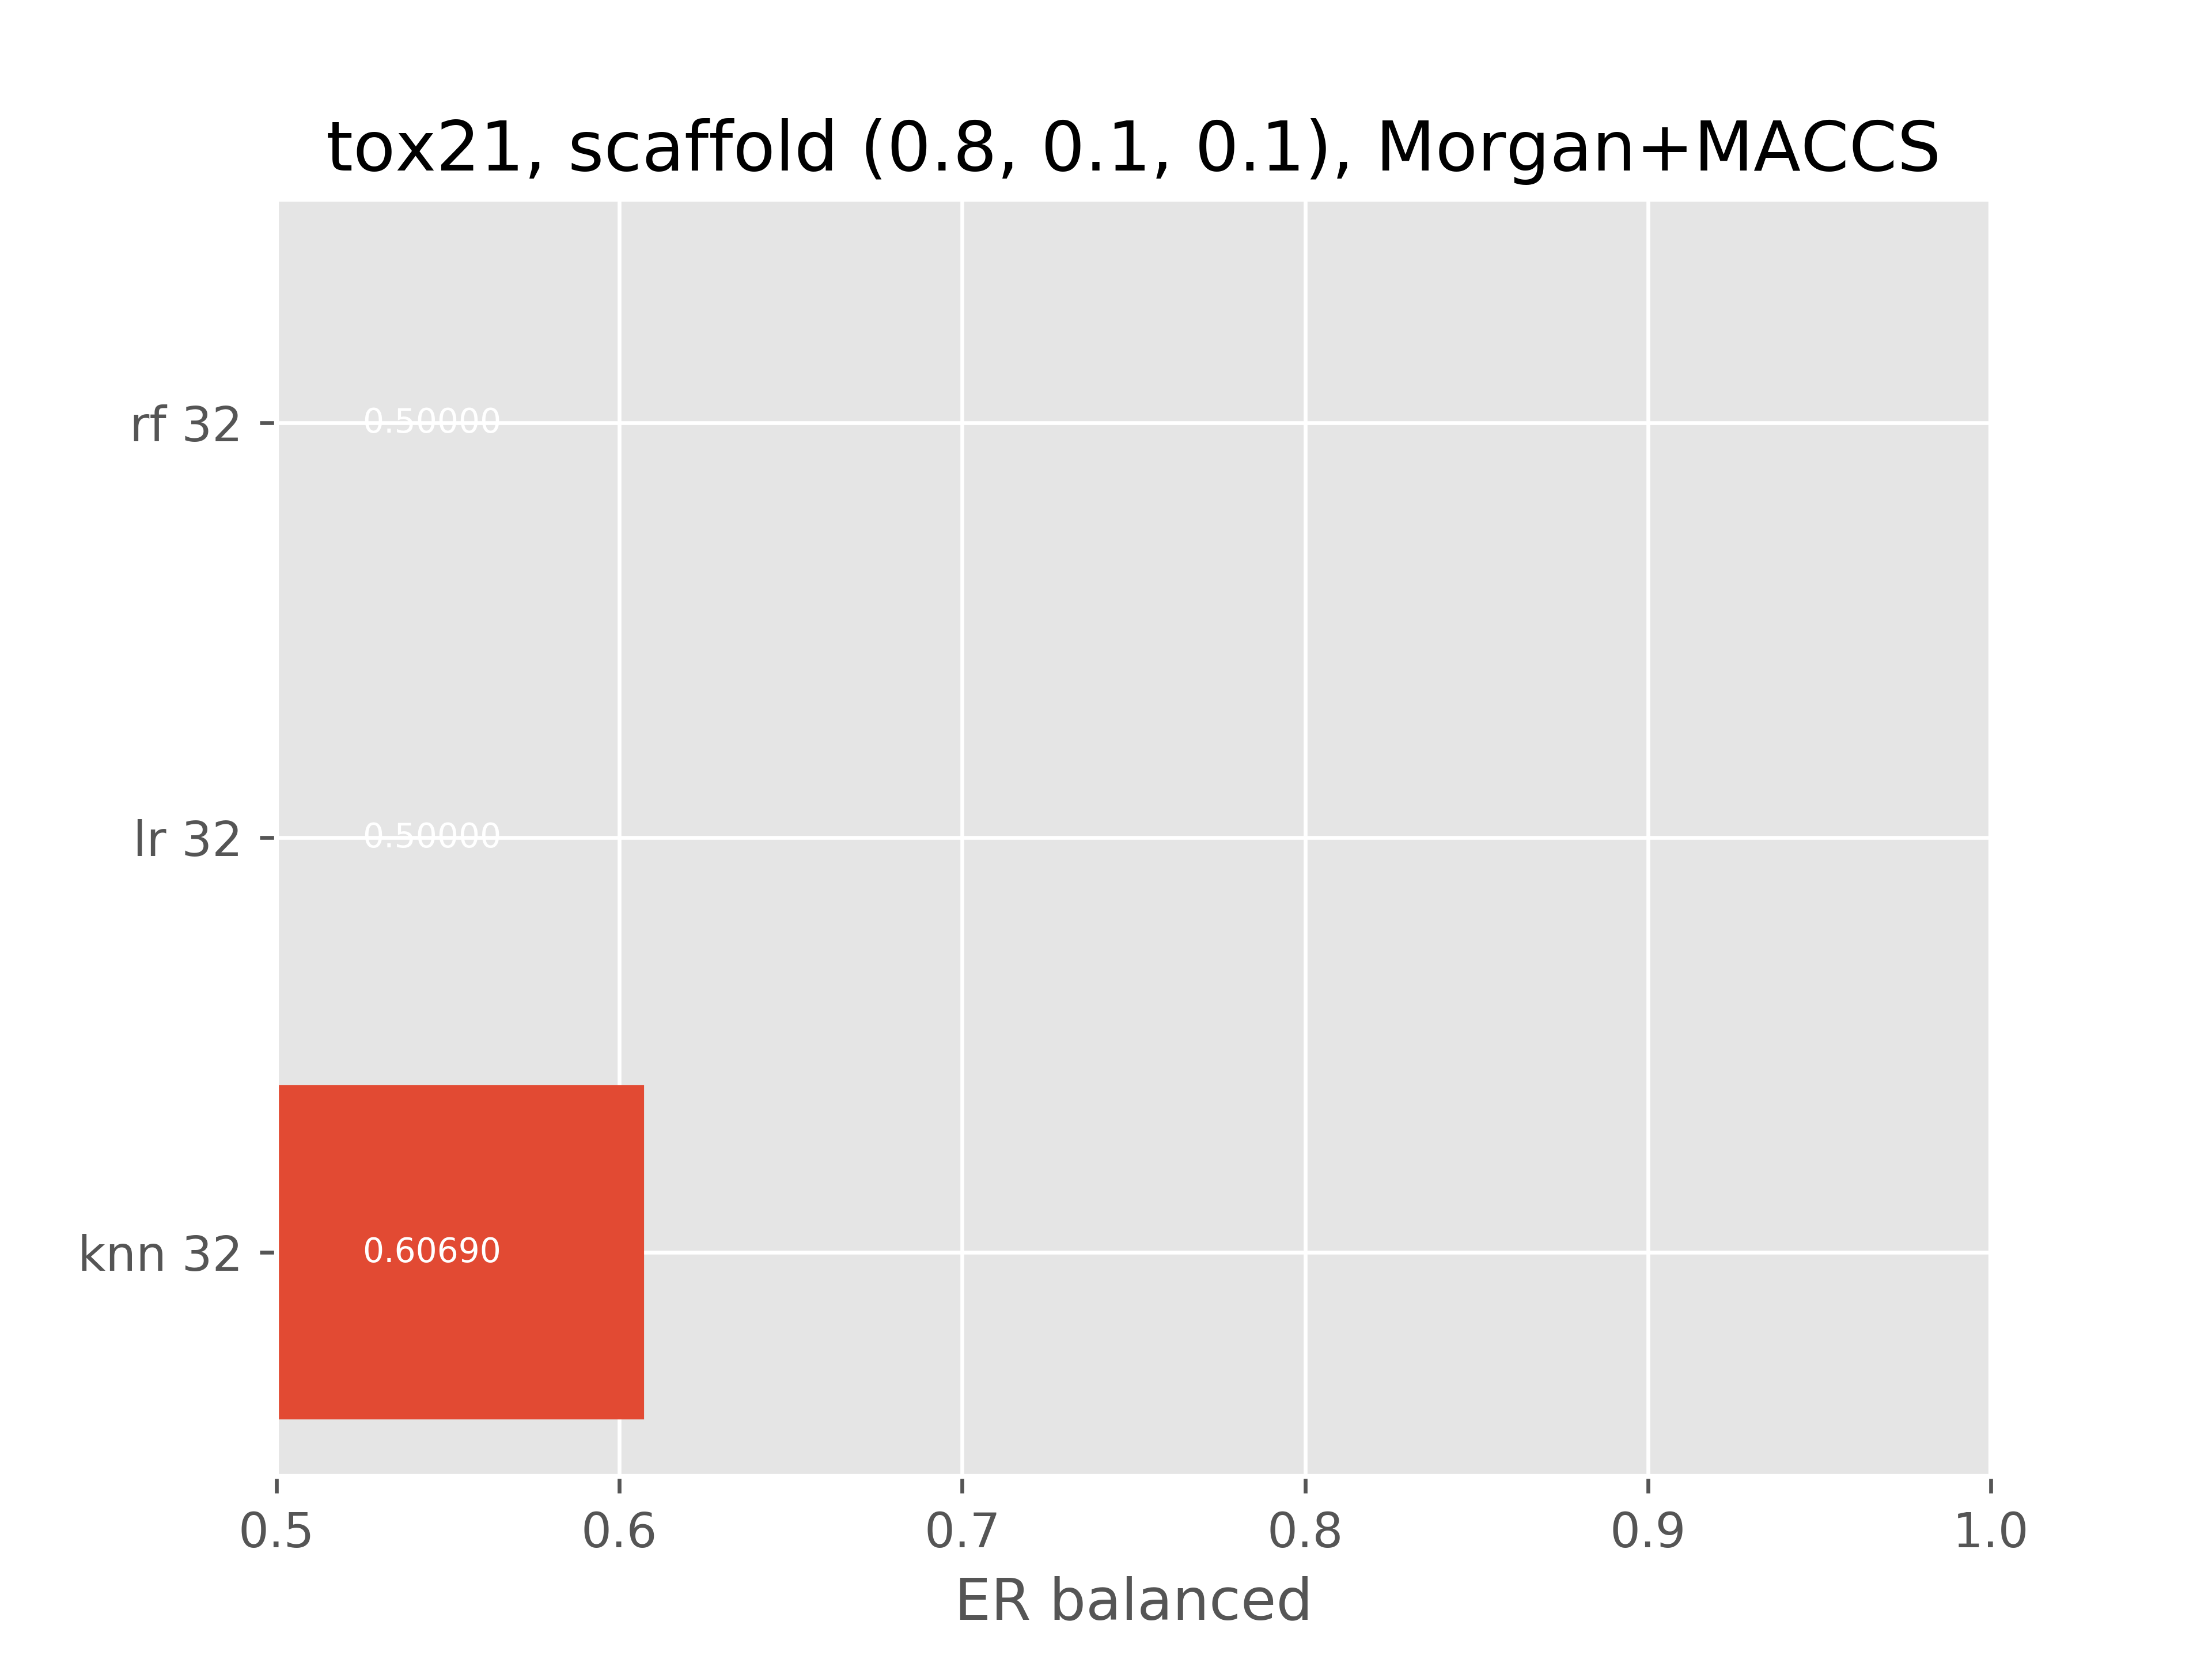 tox21, scaffold (0.8, 0.1, 0.1), Morgan+MACCS
rf 32
0.50000
lr 32
0.50000
knn 32
0.60690
0.5 0.6 0.7 0.8 0.9 1.0
ER balanced